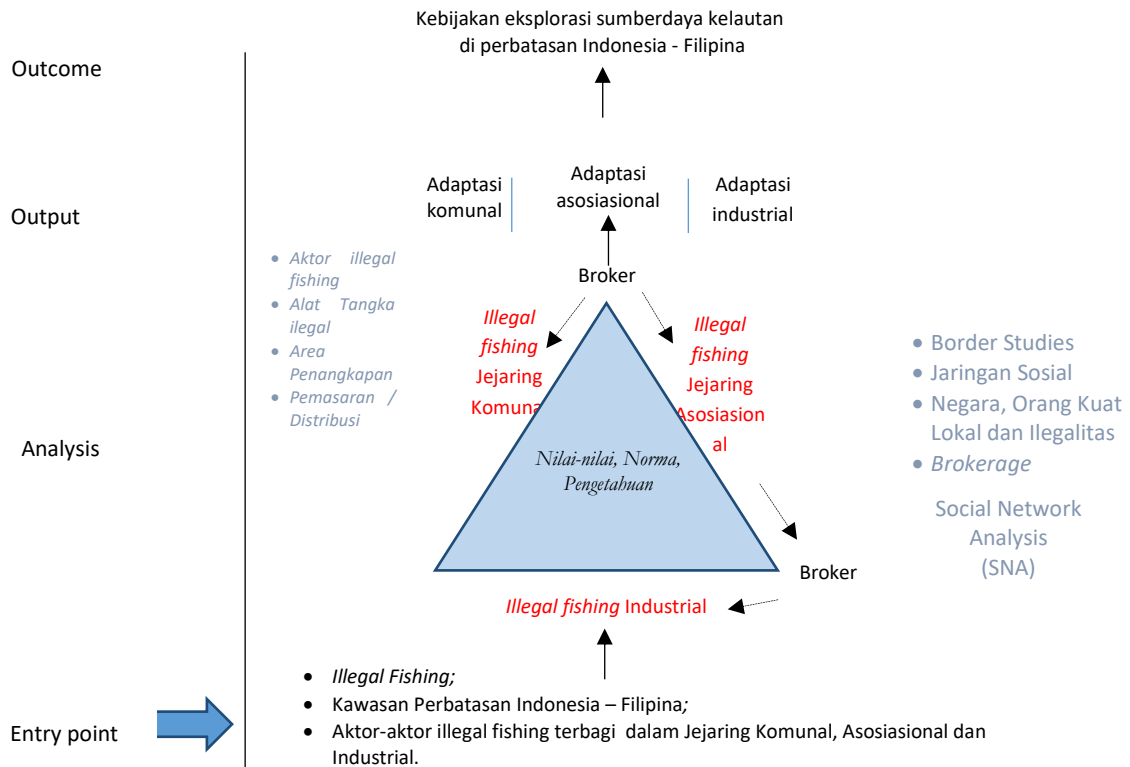 Kebijakan eksplorasi sumberdaya kelautan
di perbatasan Indonesia - Filipina
Outcome
Adaptasi
komunal
Adaptasi
asosiasional
Adaptasi
industrial
Output
• Aktor illegal
fishing
• Alat Tangka
ilegal
• Area
Penangkapan
• Pemasaran /
Distribusi
Broker
Illegal
fishing
Jejaring
Komuna
Illegal
fishing
Jejaring
Asosiasion
al
• Border Studies
• Jaringan Sosial
• Negara, Orang Kuat
Lokal dan Ilegalitas
• Brokerage
Social Network
Analysis
(SNA)
Analysis
Nilai-nilai, Norma,
Pengetahuan
Broker
Illegal fishing Industrial
• Illegal Fishing;
• Kawasan Perbatasan Indonesia – Filipina;
• Aktor-aktor illegal fishing terbagi dalam Jejaring Komunal, Asosiasional dan
Industrial.
Entry point